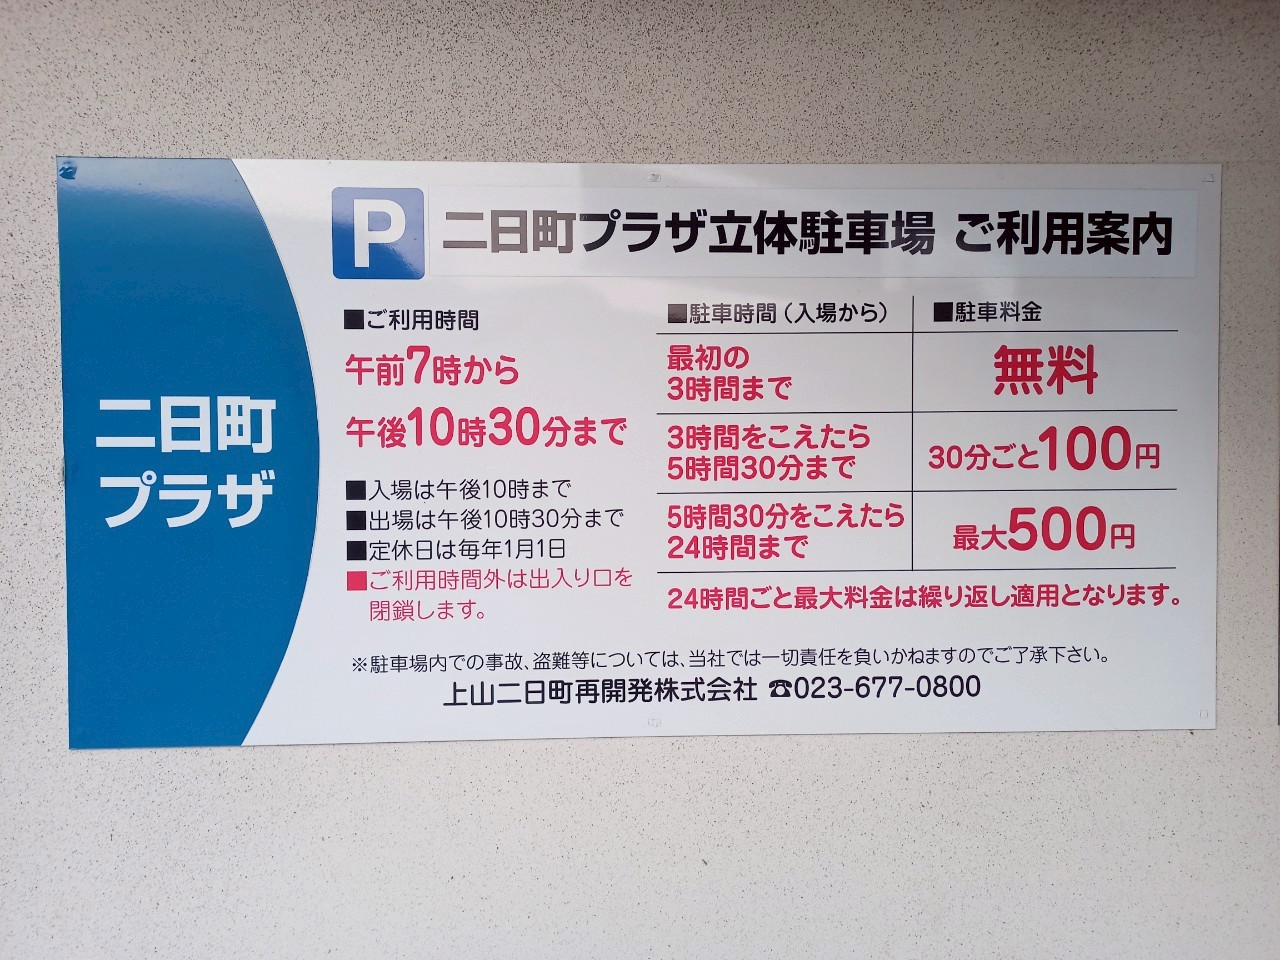 二日町
プラザ
P 二日町プラザ立体駐車場 ご利用案内
■ご利用時間
午前7時から
午後10時30分まで
■入場は午後10時まで
■出場は午後10時30分まで
■定休日は毎年1月1日
■ご利用時間外は出入り口を
閉鎖します。
■駐車時間（入場から） ■駐車料金
最初の
3時間まで
無料
3時間をこえたら
5時間30分まで
30分ごと100円
5時間30分をこえたら
24時間まで
最大500円
24時間ごと最大料金は繰り返し適用となります。
※駐車場内での事故、盗難等については、当社では一切責任を負いかねますのでご了承下さい。
上山二日町再開発株式会社 ☎023-677-0800